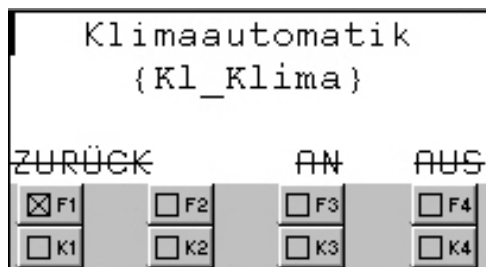 Klimaautomatik
{Kl_Klima}
ZURÜCK AN AUS
F1 F2 F3 F4
K1 K2 K3 K4